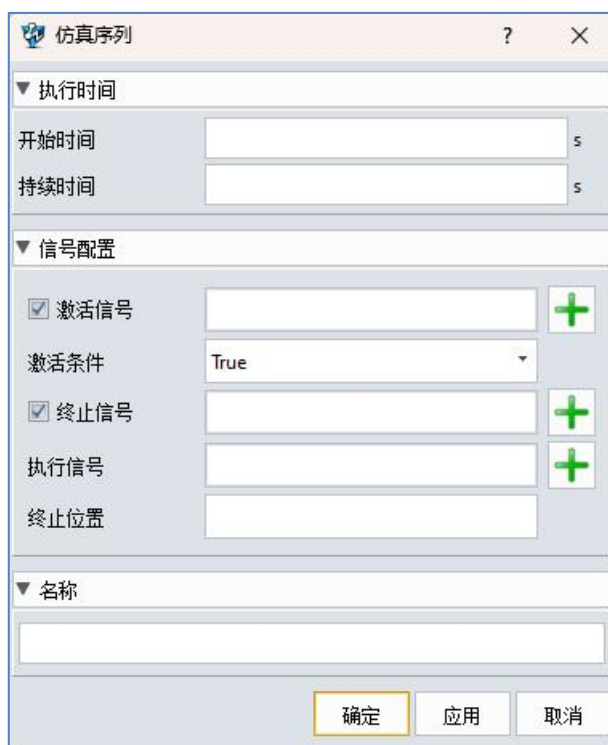 仿真序列 ?
执行时间
开始时间 s
持续时间 s
信号配置
激活信号
激活条件 True
终止信号
执行信号
终止位置
名称
确定 应用 取消